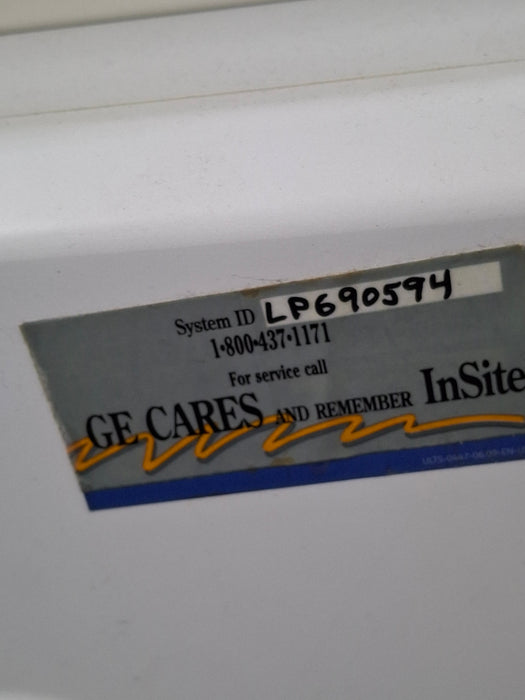 System ID LP690594
1•800•437•1171
For service call
GE CARES AND REMEMBER InSite